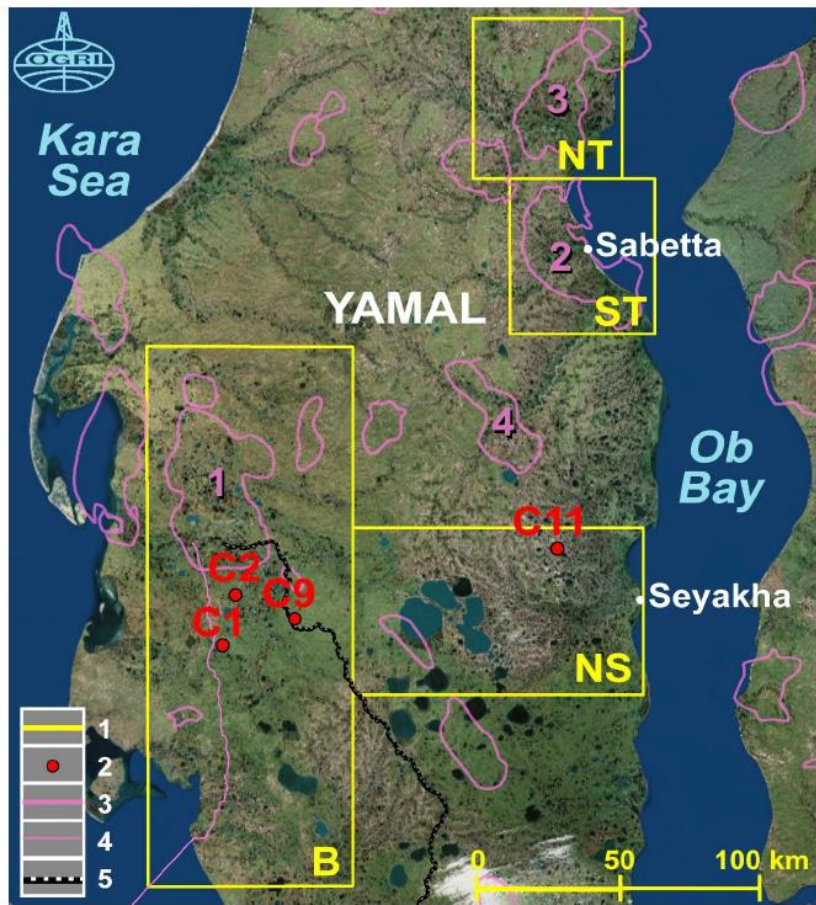 OGRI
Kara
Sea
3
NT
2
Sabetta
ST
YAMAL
4
Ob
Bay
1
C11
C2
C9
C1
Seyakha
NS
1
2
3
4
5
B
0
50
100 km